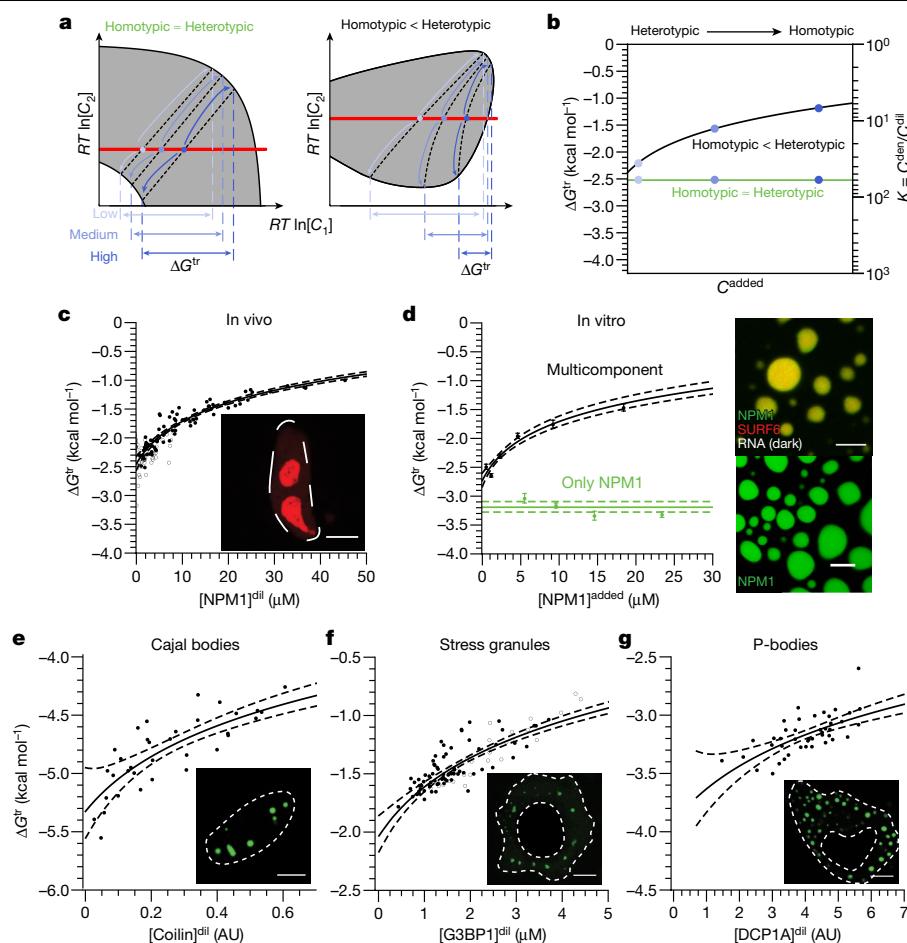 a
Homotypic = Heterotypic
Homotypic < Heterotypic
RT ln[C2]
RT ln[C2]
RT ln[C1]
Low
Medium
High
ΔGtr
ΔGtr
b
Heterotypic
Homotypic
0
−0.5
−1.0
−1.5
−2.0
−2.5
−3.0
−3.5
−4.0
ΔGtr (kcal mol−1)
Homotypic < Heterotypic
Homotypic = Heterotypic
100
101
102
103
K = Cden/Cdil
Cadded
c
In vivo
0
−0.5
−1.0
−1.5
−2.0
−2.5
−3.0
−3.5
−4.0
ΔGtr (kcal mol−1)
0
10
20
30
40
50
[NPM1]dil (μM)
d
In vitro
0
−0.5
−1.0
−1.5
−2.0
−2.5
−3.0
−3.5
−4.0
ΔGtr (kcal mol−1)
Multicomponent
Only NPM1
0
5
10
15
20
25
30
[NPM1]added (μM)
NPM1
SURF6
RNA (dark)
NPM1
e
Cajal bodies
−4.0
−4.5
−5.0
−5.5
−6.0
ΔGtr (kcal mol−1)
0
0.2
0.4
0.6
[Coilin]dil (AU)
f
Stress granules
−0.5
−1.0
−1.5
−2.0
−2.5
0
1
2
3
4
5
[G3BP1]dil (μM)
g
P-bodies
−2.5
−3.0
−3.5
−4.0
−4.5
0
1
2
3
4
5
6
7
[DCP1A]dil (AU)